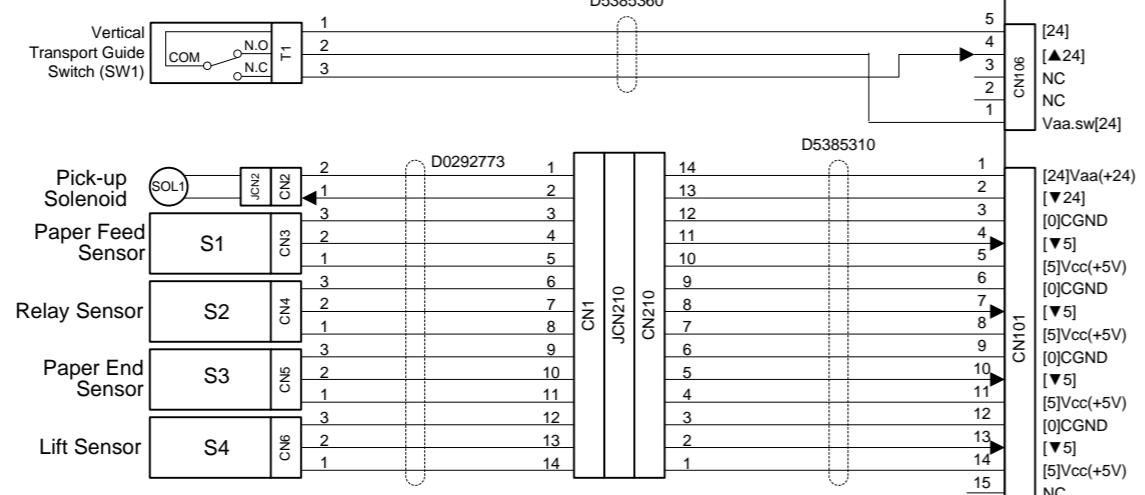 D5385360
Vertical
Transport Guide
Switch (SW1)
COM
N.O
N.C
T1
1
2
3
5
4
3
2
1
CN106
[24]
[▲24]
NC
NC
Vaa.sw[24]
D0292773
D5385310
Pick-up
Solenoid
SOL1
JCN2
CN2
2
1
Paper Feed
Sensor
S1
CN3
3
2
1
Relay Sensor
S2
CN4
3
2
1
Paper End
Sensor
S3
CN5
3
2
1
Lift Sensor
S4
CN6
3
2
1
1
2
3
4
5
6
7
8
9
10
11
12
13
14
CN1
JCN210
CN210
14
13
12
11
10
9
8
7
6
5
4
3
2
1
1
2
3
4
5
6
7
8
9
10
11
12
13
14
15
CN101
[24]Vaa(+24)
[▼24]
[0]CGND
[▼5]
[5]Vcc(+5V)
[0]CGND
[▼5]
[5]Vcc(+5V)
[0]CGND
[▼5]
[5]Vcc(+5V)
[0]CGND
[▼5]
[5]Vcc(+5V)
NC